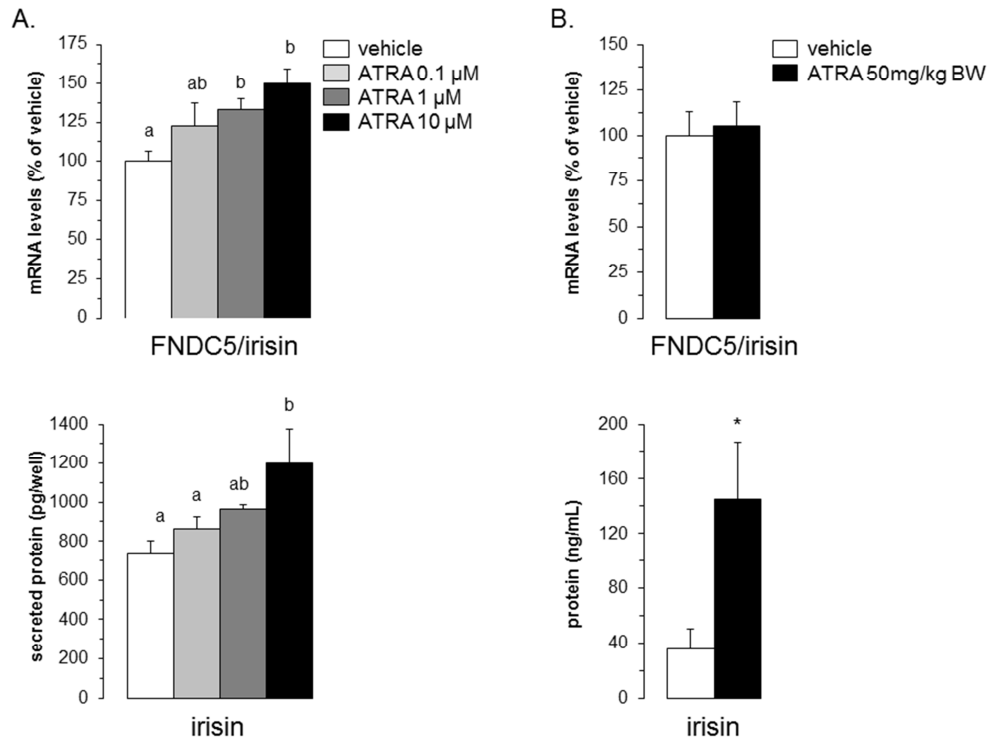 A.
mRNA levels (% of vehicle)
175
150
125
100
75
50
25
0
a
ab
b
b
vehicle
ATRA 0.1 µM
ATRA 1 µM
ATRA 10 µM
FNDC5/irisin
B.
mRNA levels (% of vehicle)
150
125
100
75
50
25
0
vehicle
ATRA 50mg/kg BW
FNDC5/irisin
secreted protein (pg/well)
1400
1200
1000
800
600
400
200
0
a
a
ab
b
irisin
protein (ng/mL)
200
160
120
80
40
0
*
irisin